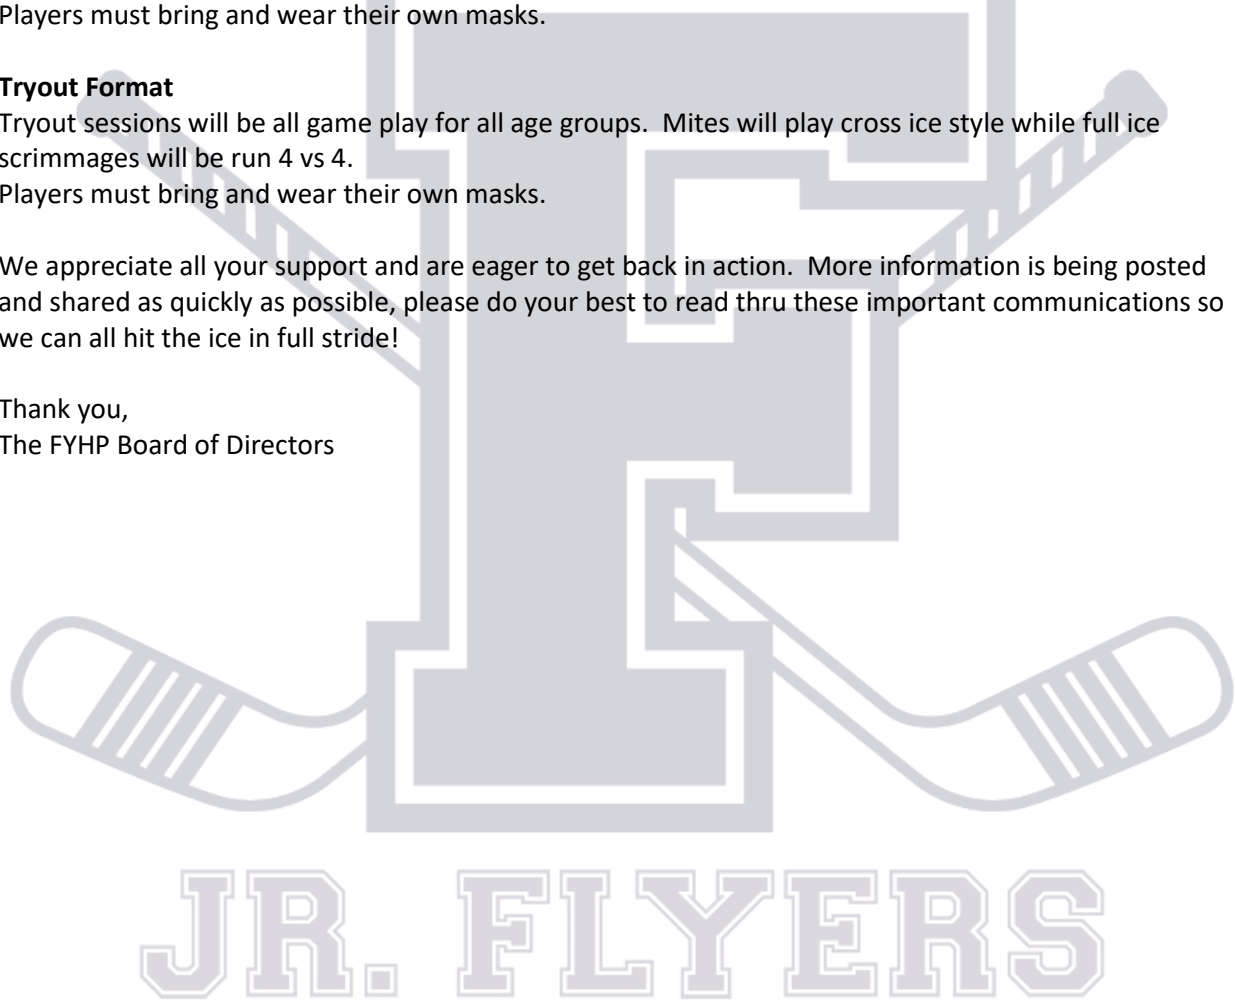 Players must bring and wear their own masks.
Tryout Format
Tryout sessions will be all game play for all age groups.  Mites will play cross ice style while full ice
scrimmages will be run 4 vs 4.
Players must bring and wear their own masks.
We appreciate all your support and are eager to get back in action.  More information is being posted
and shared as quickly as possible, please do your best to read thru these important communications so
we can all hit the ice in full stride!
Thank you,
The FYHP Board of Directors
F
JR. FLYERS